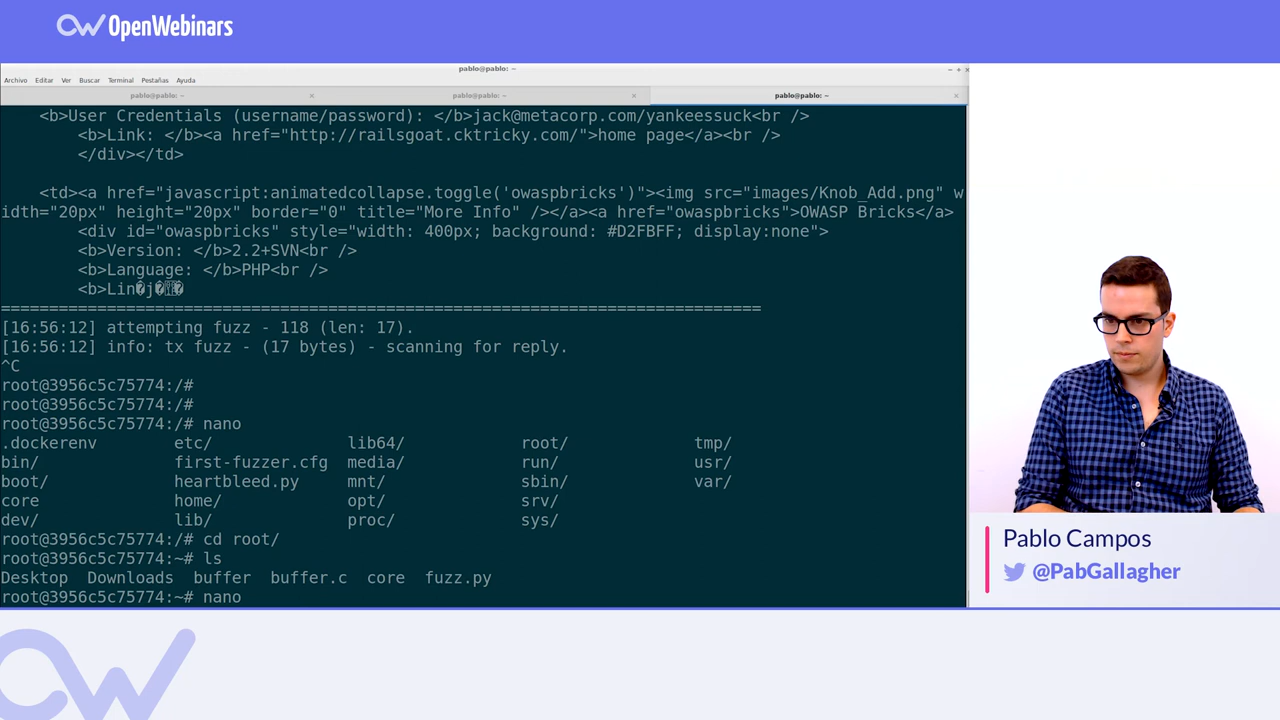 OpenWebinars
pablo@pablo: ~
Archivo Editar Ver Buscar Terminal Pestañas Ayuda
pablo@pablo: ~ × pablo@pablo: ~ × pablo@pablo: ~ ×
<b>User Credentials (username/password): </b>jack@metacorp.com/yankeessuck<br />
<b>Link: </b><a href="http://railsgoat.cktricky.com/">home page</a><br />
</div></td>
<td><a href="javascript:animatedcollapse.toggle('owaspbricks')"><img src="images/Knob_Add.png" w
idth="20px" height="20px" border="0" title="More Info" /></a><a href="owaspbricks">OWASP Bricks</a>
<div id="owaspbricks" style="width: 400px; background: #D2FBFF; display:none">
<b>Version: </b>2.2+SVN<br />
<b>Language: </b>PHP<br />
<b>Lin�j�
===============================================================================
[16:56:12] attempting fuzz - 118 (len: 17).
[16:56:12] info: tx fuzz - (17 bytes) - scanning for reply.
^C
root@3956c5c75774:/#
root@3956c5c75774:/#
root@3956c5c75774:/# nano
.dockerenv etc/ lib64/ root/ tmp/
bin/ first-fuzzer.cfg media/ run/ usr/
boot/ heartbleed.py mnt/ sbin/ var/
core home/ opt/ srv/
dev/ lib/ proc/ sys/
root@3956c5c75774:/# cd root/
root@3956c5c75774:~# ls
Desktop Downloads buffer buffer.c core fuzz.py
root@3956c5c75774:~# nano
Pablo Campos
@PabGallagher